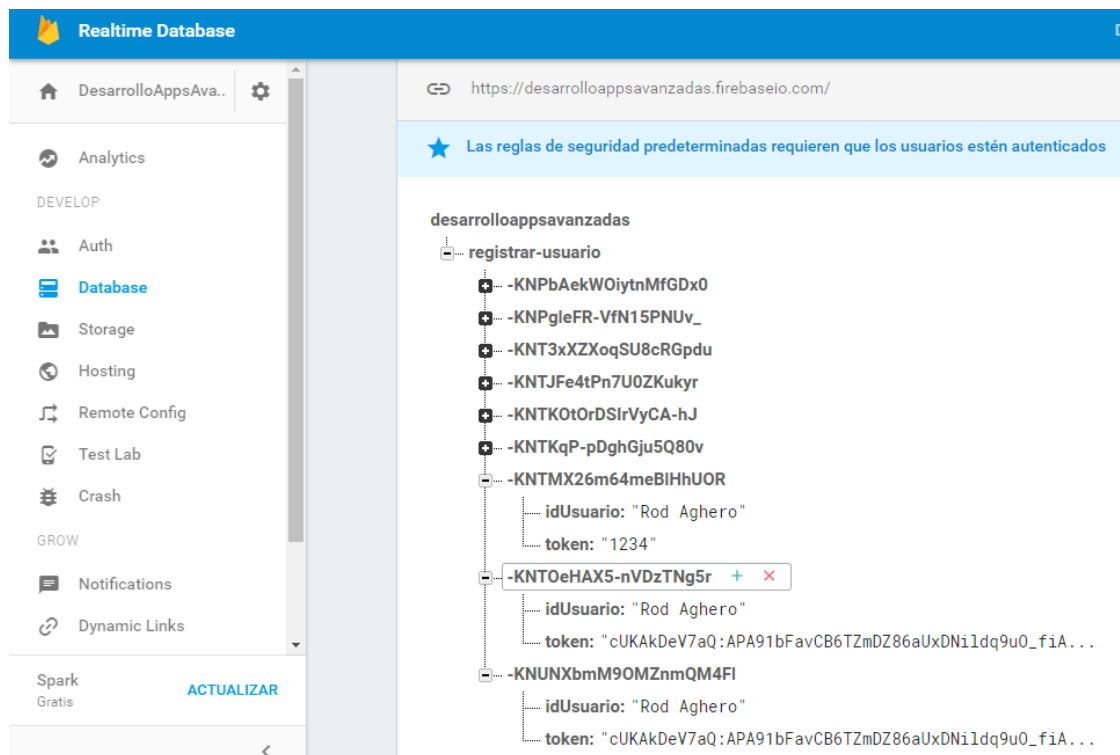 Realtime Database
DesarrolloAppsAva..
https://desarrolloappsavanzadas.firebaseio.com/
Analytics
Las reglas de seguridad predeterminadas requieren que los usuarios estén autenticados
DEVELOP
Auth
Database
Storage
Hosting
Remote Config
Test Lab
Crash
GROW
Notifications
Dynamic Links
Spark
Gratis
ACTUALIZAR
desarrolloappsavanzadas
registrar-usuario
-KNPbAekWOiytnMfGDx0
-KNPgleFR-VfN15PNUv_
-KNT3xXZXoqSU8cRGpdu
-KNTJFe4tPn7U0ZKukyr
-KNTKOtOrDSIrVyCA-hJ
-KNTKqP-pDghGju5Q80v
-KNTMX26m64meBIHhUOR
idUsuario: "Rod Aghero"
token: "1234"
-KNTOeHAX5-nVDzTNg5r
idUsuario: "Rod Aghero"
token: "cUKAkDeV7aQ:APA91bFavCB6TZmDZ86aUxDNildq9uO_fiA...
-KNUNXbmM9OMZnmQM4FI
idUsuario: "Rod Aghero"
token: "cUKAkDeV7aQ:APA91bFavCB6TZmDZ86aUxDNildq9uO_fiA...